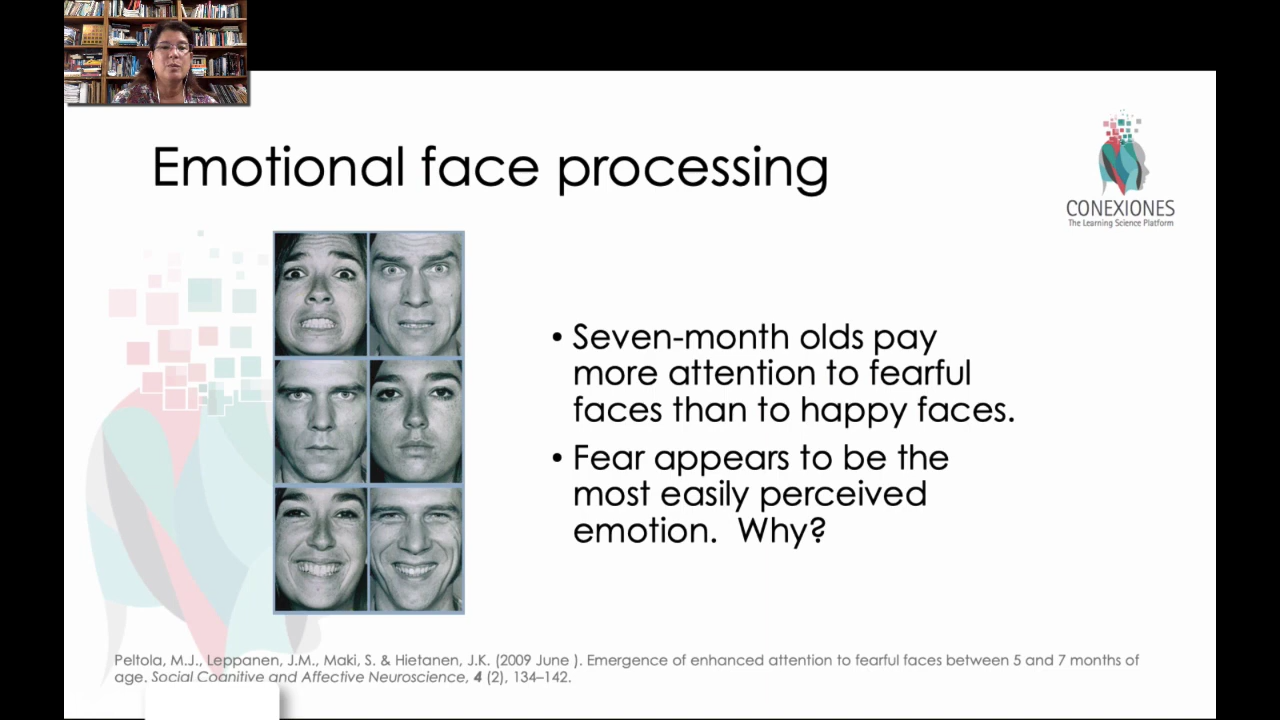 Emotional face processing
CONEXIONES
The Learning Science Platform
• Seven-month olds pay
more attention to fearful
faces than to happy faces.
• Fear appears to be the
most easily perceived
emotion.  Why?
Peltola, M.J., Leppanen, J.M., Maki, S. & Hietanen, J.K. (2009 June ). Emergence of enhanced attention to fearful faces between 5 and 7 months of
age. Social Cognitive and Affective Neuroscience, 4 (2), 134–142.